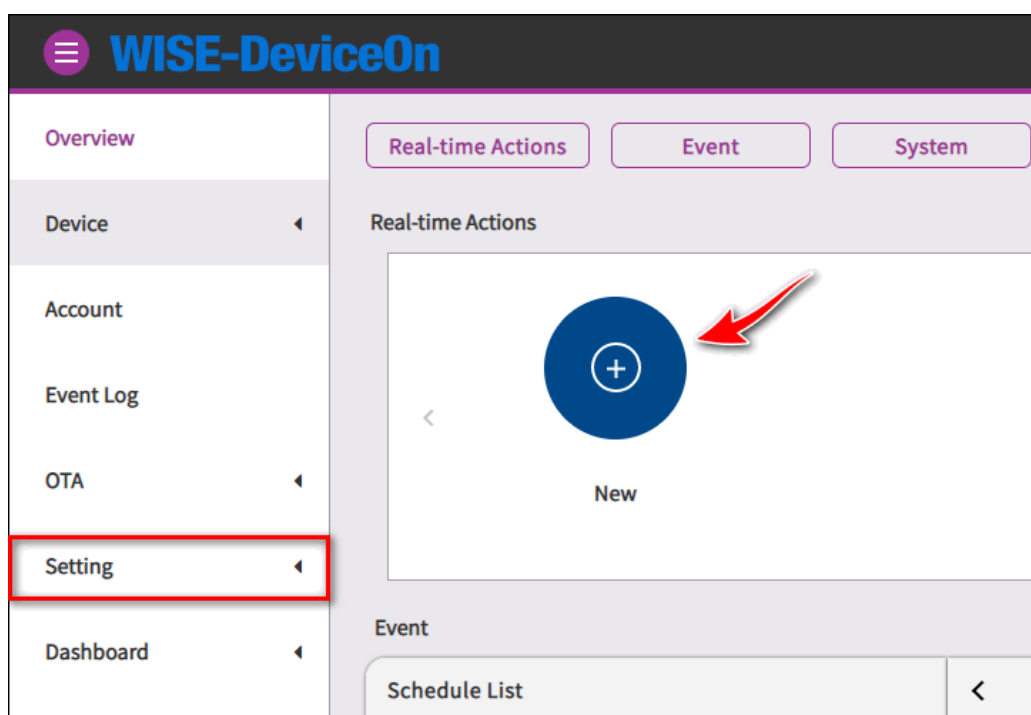 WISE-DeviceOn
Overview
Device
Account
Event Log
OTA
Setting
Dashboard
Real-time Actions
Event
System
Real-time Actions
New
Event
Schedule List